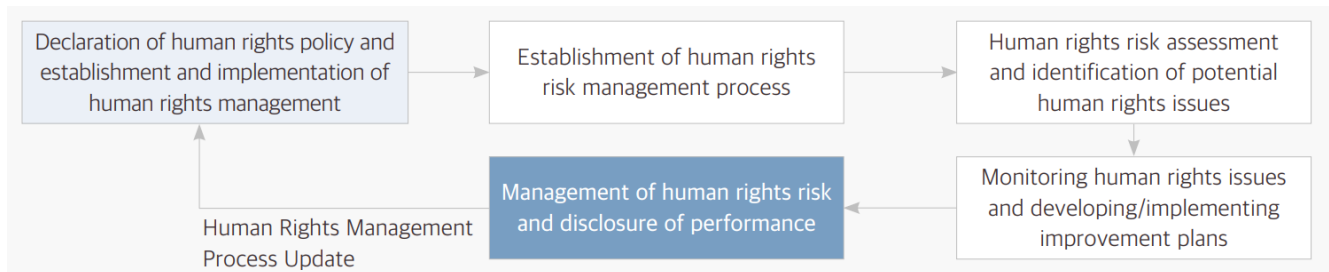 Declaration of human rights policy and
establishment and implementation of
human rights management
Establishment of human rights
risk management process
Human rights risk assessment
and identification of potential
human rights issues
Monitoring human rights issues
and developing/implementing
improvement plans
Management of human rights risk
and disclosure of performance
Human Rights Management
Process Update